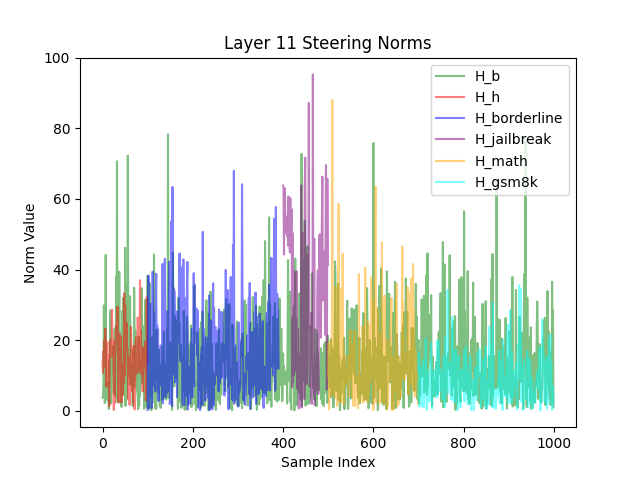 Layer 11 Steering Norms
Norm Value
100
80
60
40
20
0
H_b
H_h
H_borderline
H_jailbreak
H_math
H_gsm8k
0 200 400 600 800 1000
Sample Index